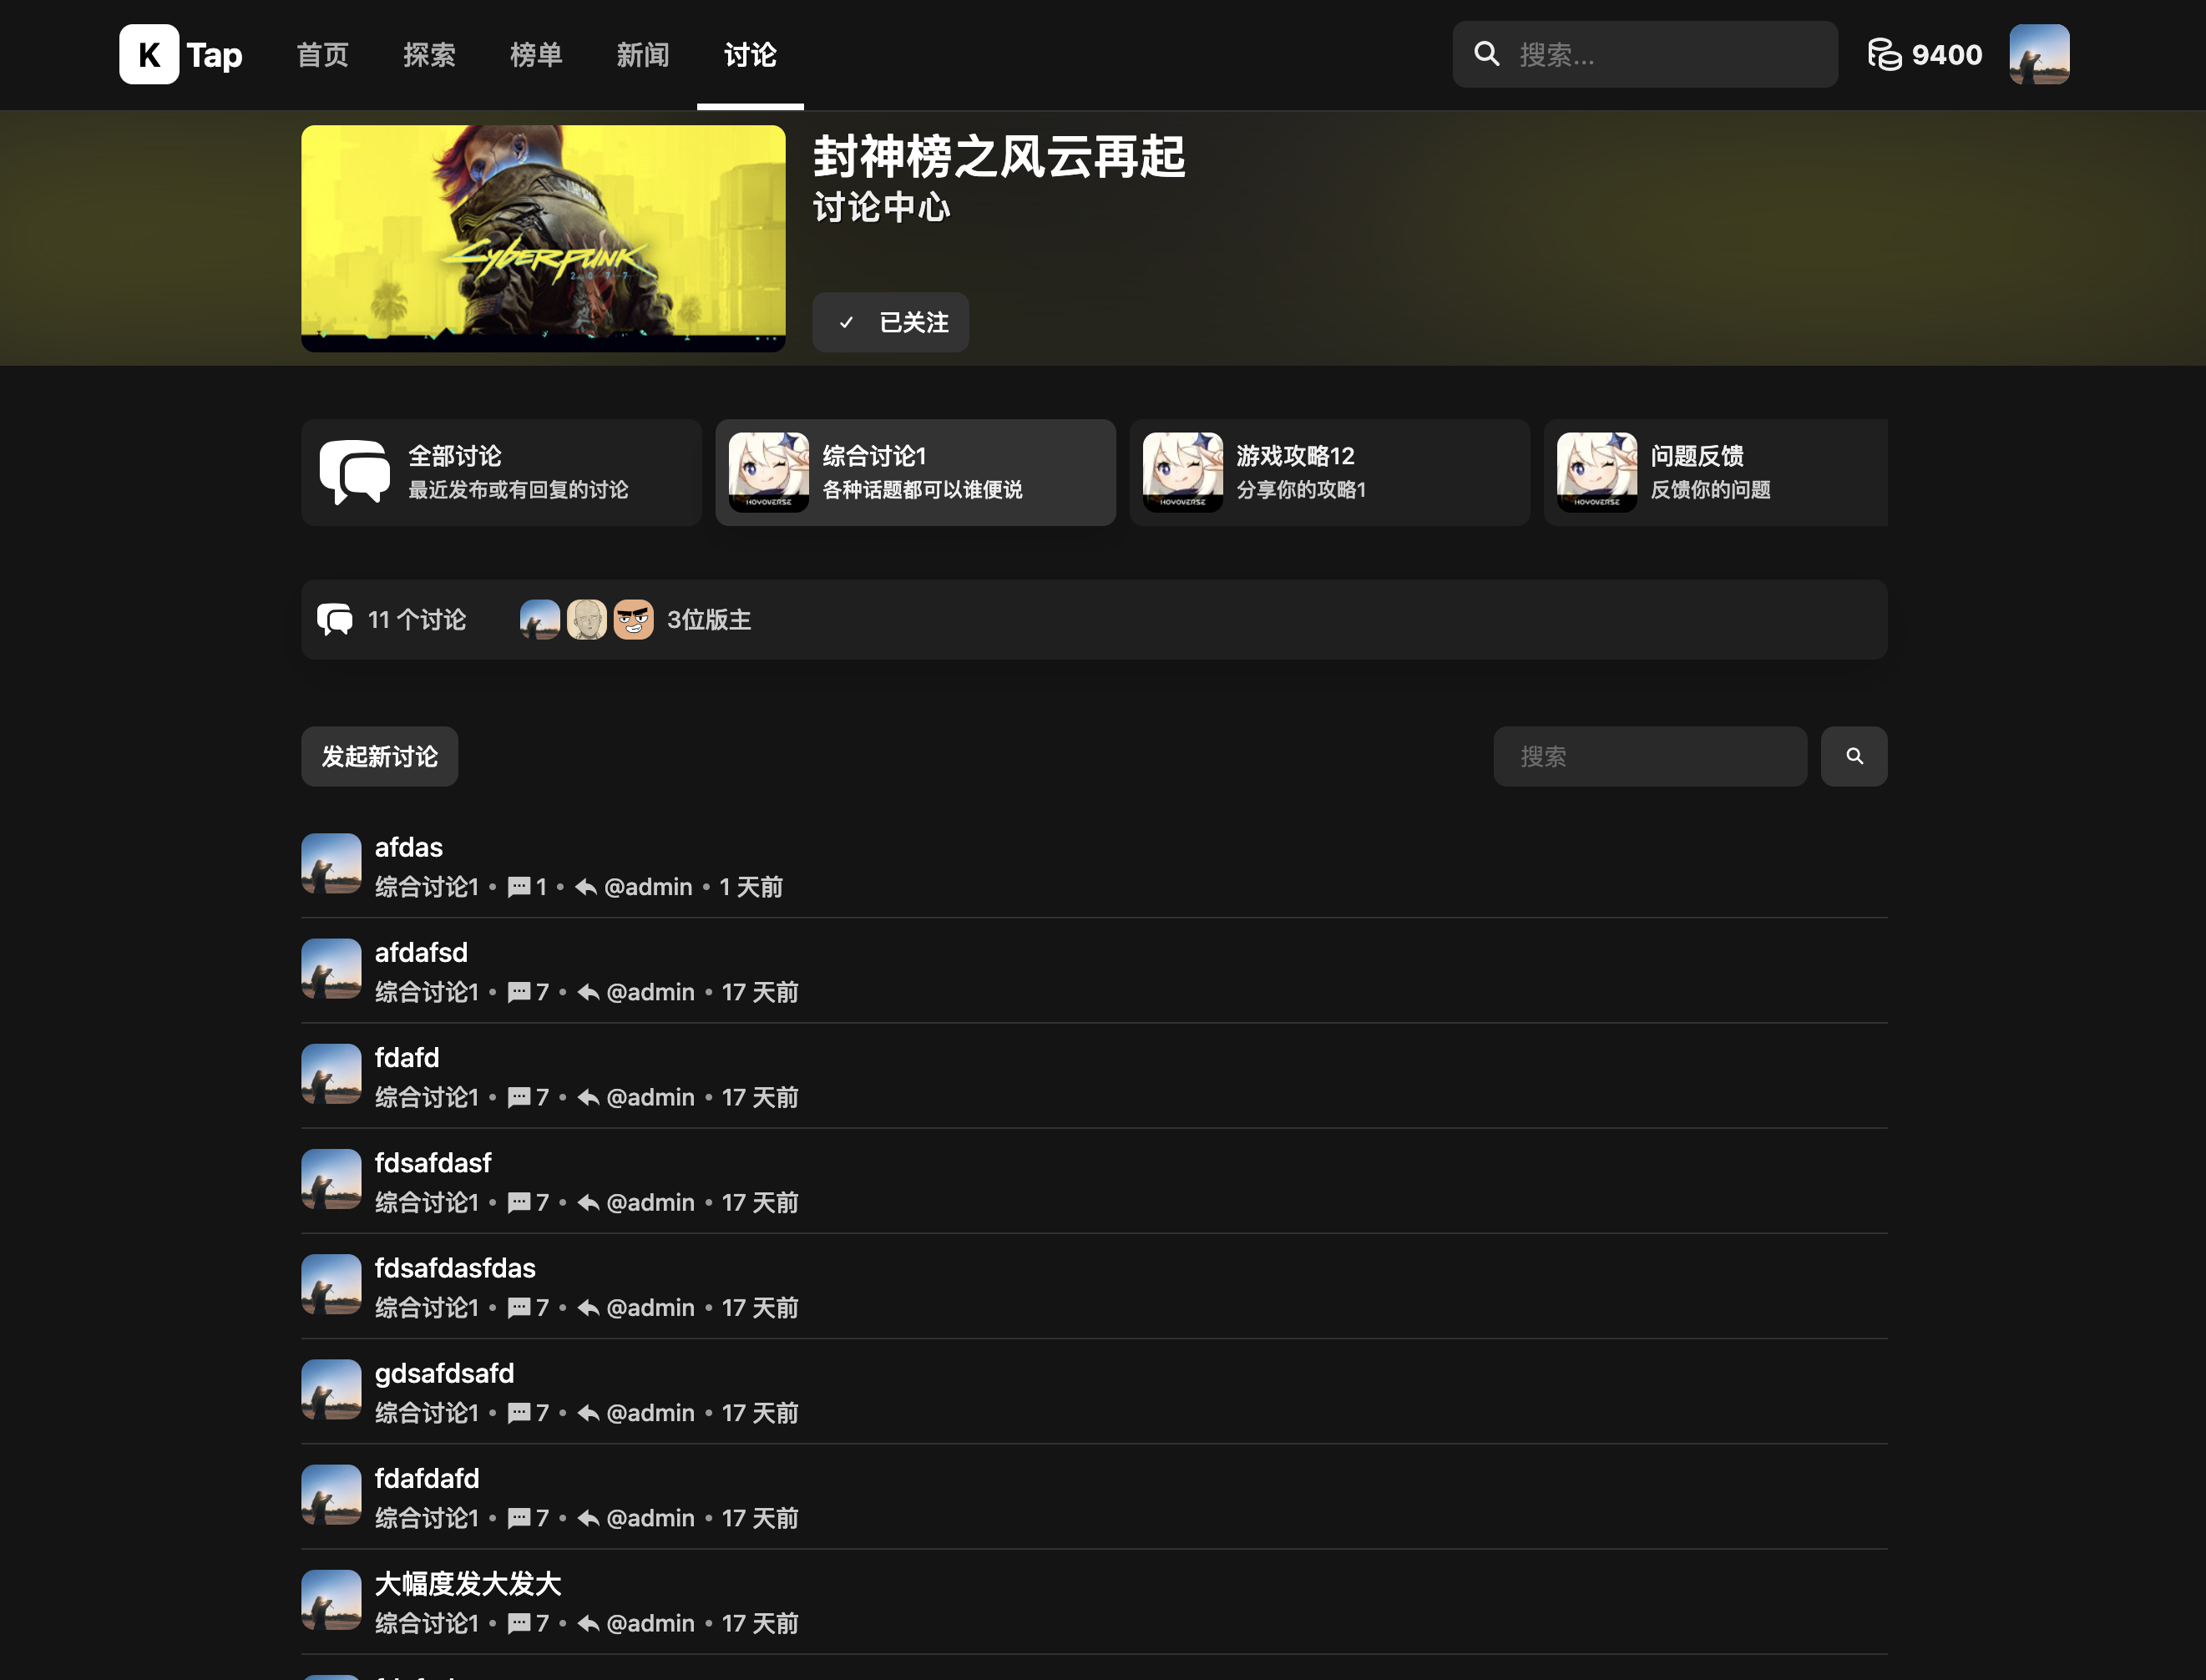 K Tap 首页 探索 榜单 新闻 讨论 搜索... 9400
封神榜之风云再起
讨论中心
CYBERPUNK
2077
已关注
全部讨论
最近发布或有回复的讨论
综合讨论1
各种话题都可以谁便说
HOYOVERSE
游戏攻略12
分享你的攻略1
HOYOVERSE
问题反馈
反馈你的问题
HOYOVERSE
11 个讨论 3位版主
发起新讨论 搜索
afdas
综合讨论1 • 1 • @admin • 1 天前
afdafsd
综合讨论1 • 7 • @admin • 17 天前
fdafd
综合讨论1 • 7 • @admin • 17 天前
fdsafdasf
综合讨论1 • 7 • @admin • 17 天前
fdsafdasfdas
综合讨论1 • 7 • @admin • 17 天前
gdsafdsafd
综合讨论1 • 7 • @admin • 17 天前
fdafdafd
综合讨论1 • 7 • @admin • 17 天前
大幅度发大发大
综合讨论1 • 7 • @admin • 17 天前